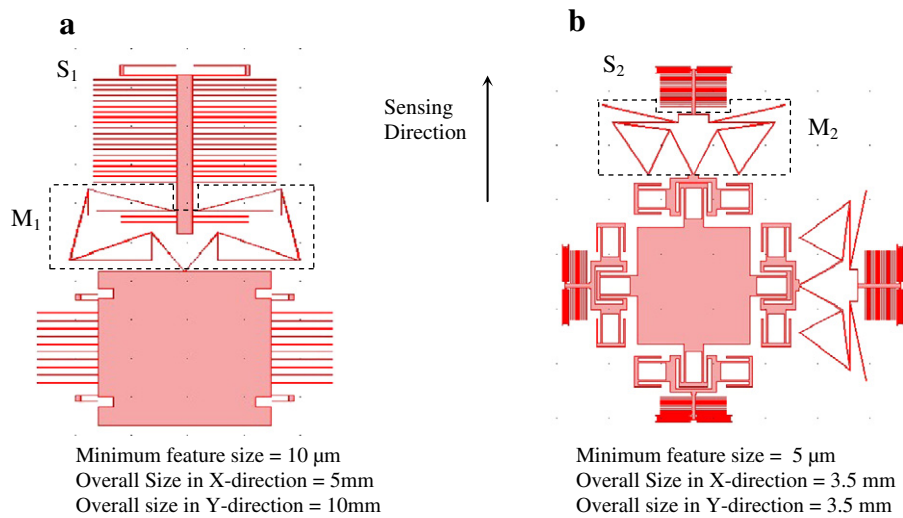 a
S1
M1
Sensing
Direction
b
S2
M2
Minimum feature size = 10 µm
Overall Size in X-direction = 5mm
Overall size in Y-direction = 10mm
Minimum feature size =  5 µm
Overall Size in X-direction = 3.5 mm
Overall size in Y-direction = 3.5 mm